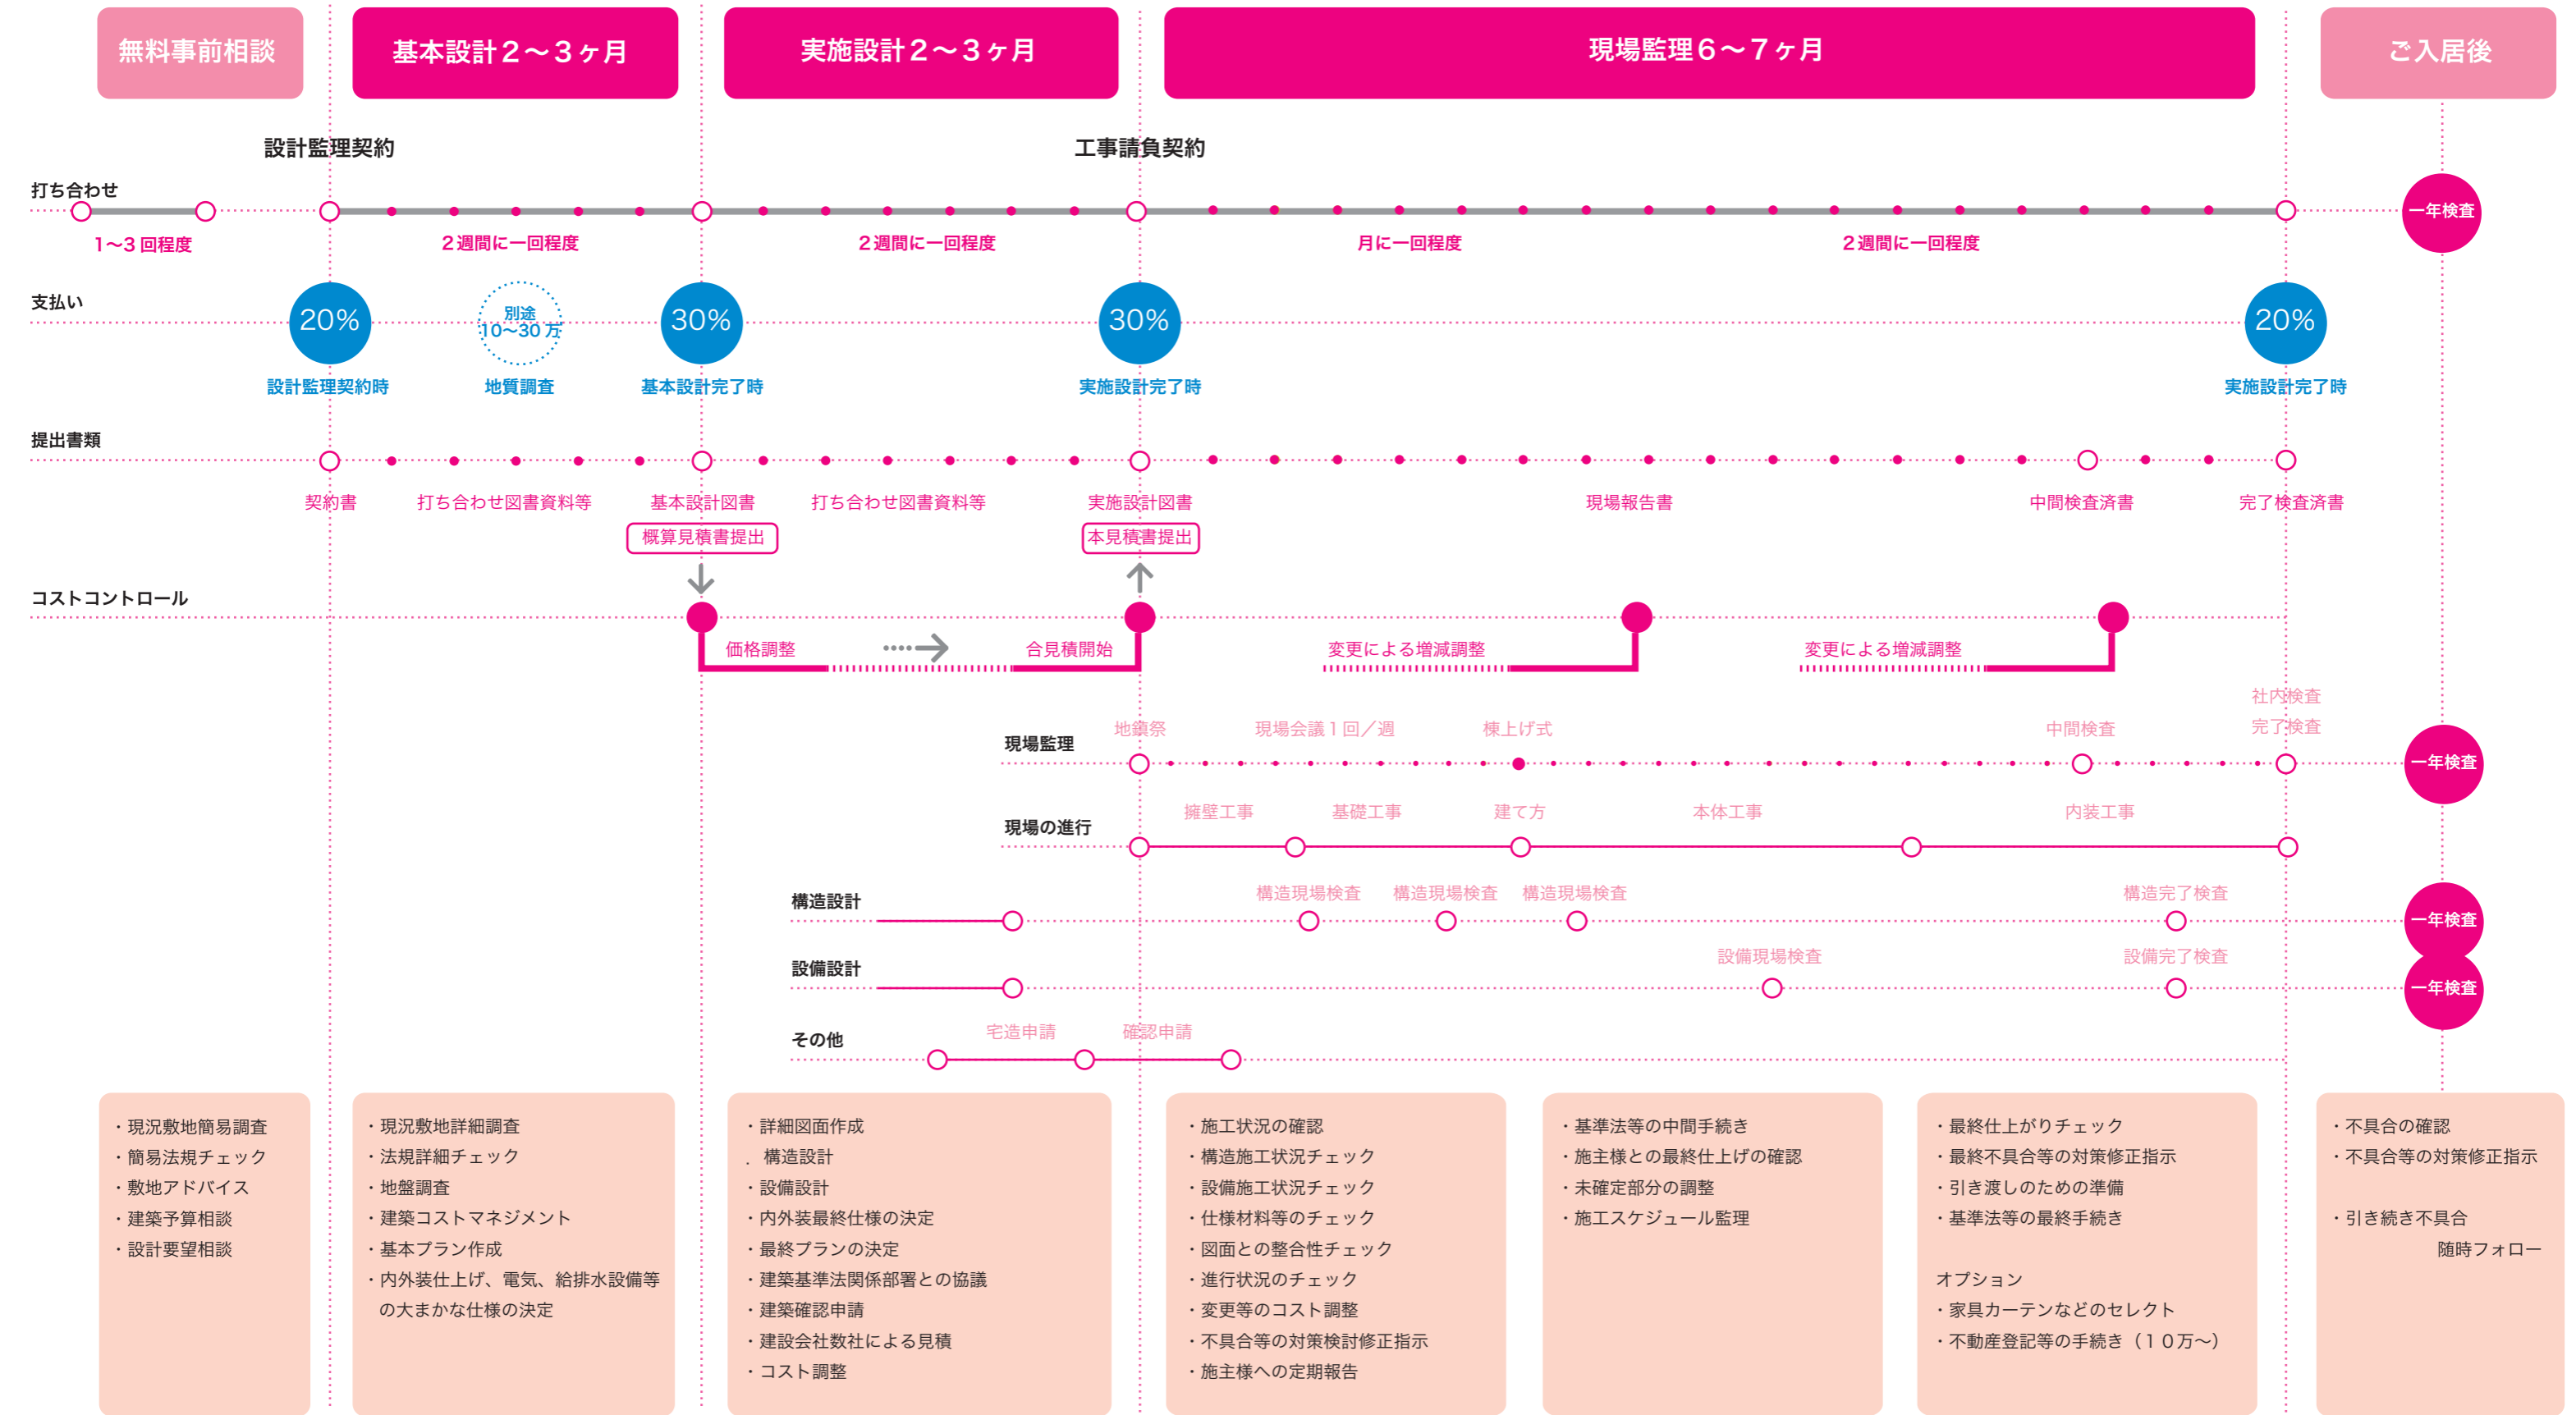 無料事前相談
基本設計２～３ヶ月
実施設計２～３ヶ月
現場監理６～７ヶ月
ご入居後
設計監理契約
工事請負契約
打ち合わせ
1～3 回程度
２週間に一回程度
２週間に一回程度
月に一回程度
２週間に一回程度
一年検査
支払い
20%
別途
10～30 万
30%
30%
20%
設計監理契約時
地質調査
基本設計完了時
実施設計完了時
実施設計完了時
提出書類
契約書
打ち合わせ図書資料等
基本設計図書
打ち合わせ図書資料等
実施設計図書
現場報告書
中間検査済書
完了検査済書
概算見積書提出
本見積書提出
コストコントロール
価格調整
合見積開始
変更による増減調整
変更による増減調整
社内検査
完了検査
地鎮祭
現場会議１回／週
棟上げ式
中間検査
現場監理
一年検査
擁壁工事
基礎工事
建て方
本体工事
内装工事
現場の進行
構造現場検査
構造現場検査
構造現場検査
構造完了検査
構造設計
一年検査
設備現場検査
設備完了検査
設備設計
一年検査
宅造申請
確認申請
その他
・現況敷地簡易調査
・簡易法規チェック
・敷地アドバイス
・建築予算相談
・設計要望相談
・現況敷地詳細調査
・法規詳細チェック
・地盤調査
・建築コストマネジメント
・基本プラン作成
・内外装仕上げ、電気、給排水設備等
の大まかな仕様の決定
・詳細図面作成
． 構造設計
・設備設計
・内外装最終仕様の決定
・最終プランの決定
・建築基準法関係部署との協議
・建築確認申請
・建設会社数社による見積
・コスト調整
・施工状況の確認
・構造施工状況チェック
・設備施工状況チェック
・仕様材料等のチェック
・図面との整合性チェック
・進行状況のチェック
・変更等のコスト調整
・不具合等の対策検討修正指示
・施主様への定期報告
・基準法等の中間手続き
・施主様との最終仕上げの確認
・未確定部分の調整
・施工スケジュール監理
・最終仕上がりチェック
・最終不具合等の対策修正指示
・引き渡しのための準備
・基準法等の最終手続き
オプション
・家具カーテンなどのセレクト
・不動産登記等の手続き（１０万～）
・不具合の確認
・不具合等の対策修正指示
・引き続き不具合
随時フォロー